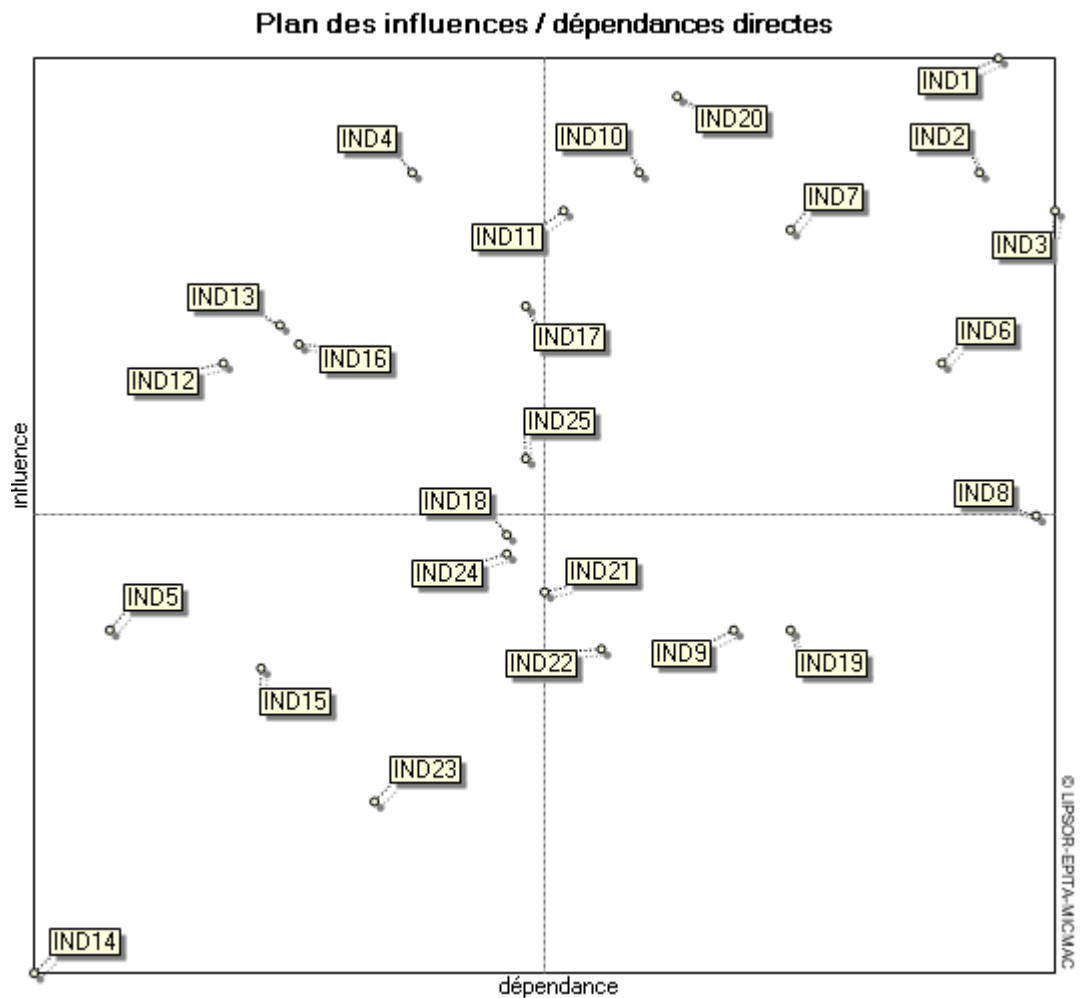 Plan des influences / dépendances directes
IND1
IND20
IND4
IND10
IND2
IND7
IND11
IND3
IND13
IND17
IND6
IND16
IND12
IND25
influence
IND18
IND8
IND24
IND21
IND5
IND22
IND9
IND19
IND15
IND23
IND14
dépendance
© LIPSOR-EPITA-MICMAC